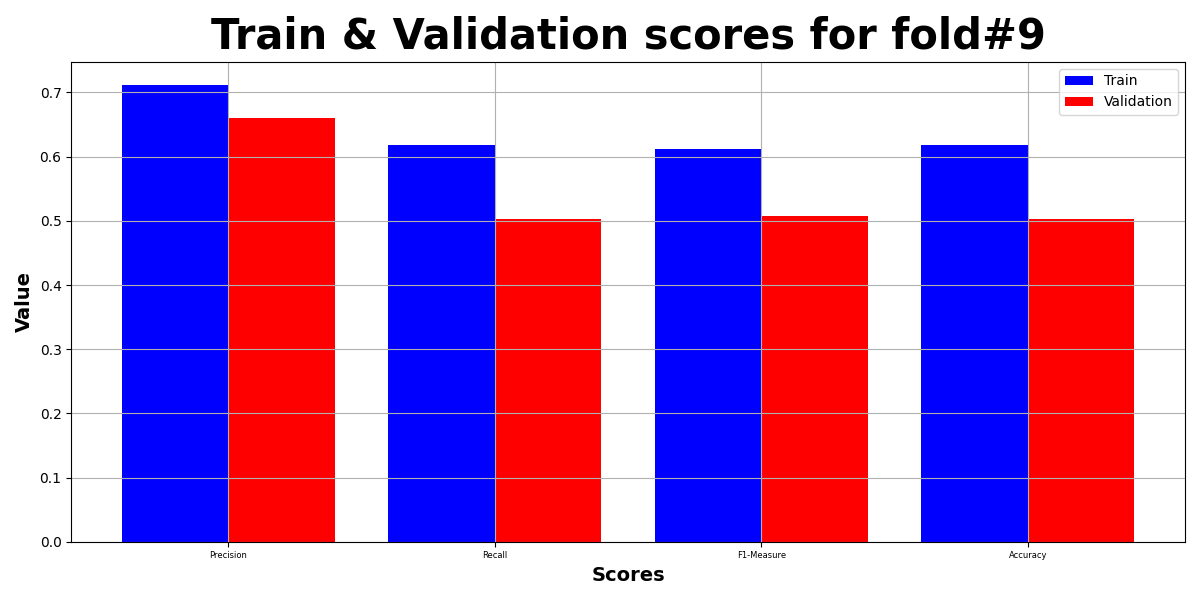 Train & Validation scores for fold#9
Train
Validation
0.7
0.6
0.5
0.4
0.3
0.2
0.1
0.0
Value
Precision Recall F1-Measure Accuracy
Scores